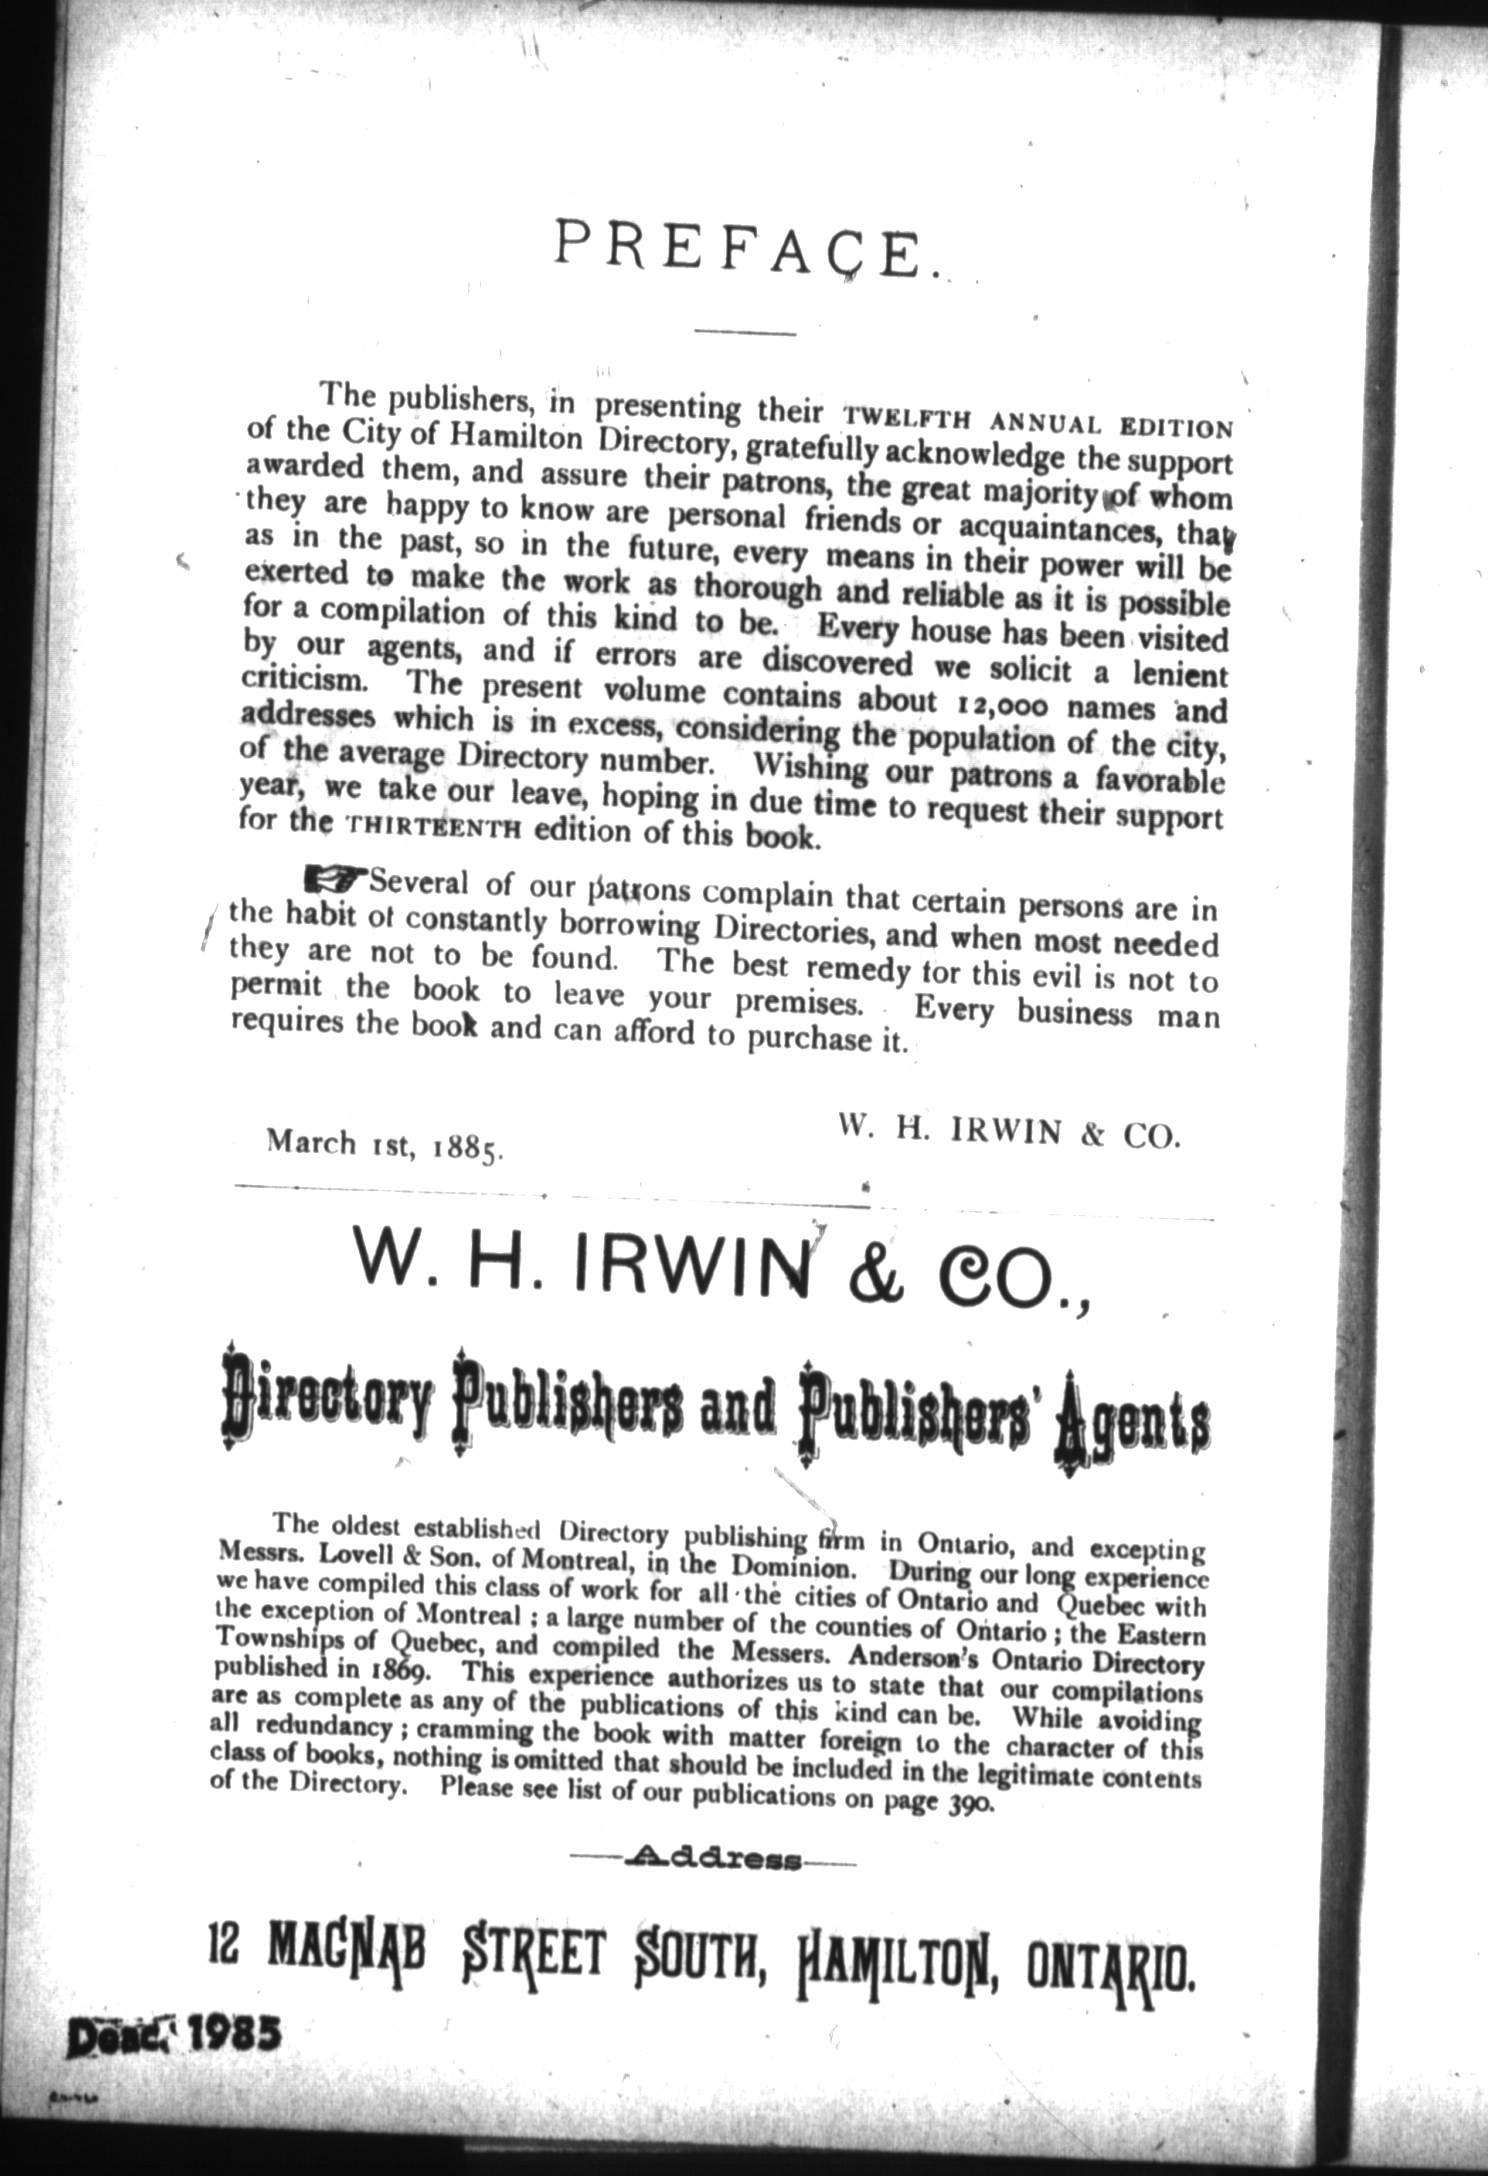 PREFACE.
The publishers, in presenting their TWELFTH ANNUAL EDITION
of the City of Hamilton Directory, gratefully acknowledge the support
awarded them, and assure their patrons, the great majority of whom
they are happy to know are personal friends or acquaintances, that
as in the past, so in the future, every means in their power will be
exerted to make the work as thorough and reliable as it is possible
for a compilation of this kind to be. Every house has been visited
by our agents, and if errors are discovered we solicit a lenient
criticism. The present volume contains about 12,000 names and
addresses which is in excess, considering the population of the city,
of the average Directory number. Wishing our patrons a favorable
year, we take our leave, hoping in due time to request their support
for the THIRTEENTH edition of this book.
☞Several of our patrons complain that certain persons are in
the habit of constantly borrowing Directories, and when most needed
they are not to be found. The best remedy for this evil is not to
permit the book to leave your premises. Every business man
requires the book and can afford to purchase it.
W. H. IRWIN & CO.
March 1st, 1885.
W. H. IRWIN & CO.,
Directory Publishers and Publishers' Agents
The oldest established Directory publishing firm in Ontario, and excepting
Messrs. Lovell & Son, of Montreal, in the Dominion. During our long experience
we have compiled this class of work for all the cities of Ontario and Quebec with
the exception of Montreal ; a large number of the counties of Ontario ; the Eastern
Townships of Quebec, and compiled the Messers. Anderson's Ontario Directory
published in 1869. This experience authorizes us to state that our compilations
are as complete as any of the publications of this kind can be. While avoiding
all redundancy ; cramming the book with matter foreign to the character of this
class of books, nothing is omitted that should be included in the legitimate contents
of the Directory. Please see list of our publications on page 390.
—Address—
12 MACNAB STREET SOUTH, HAMILTON, ONTARIO.
1985